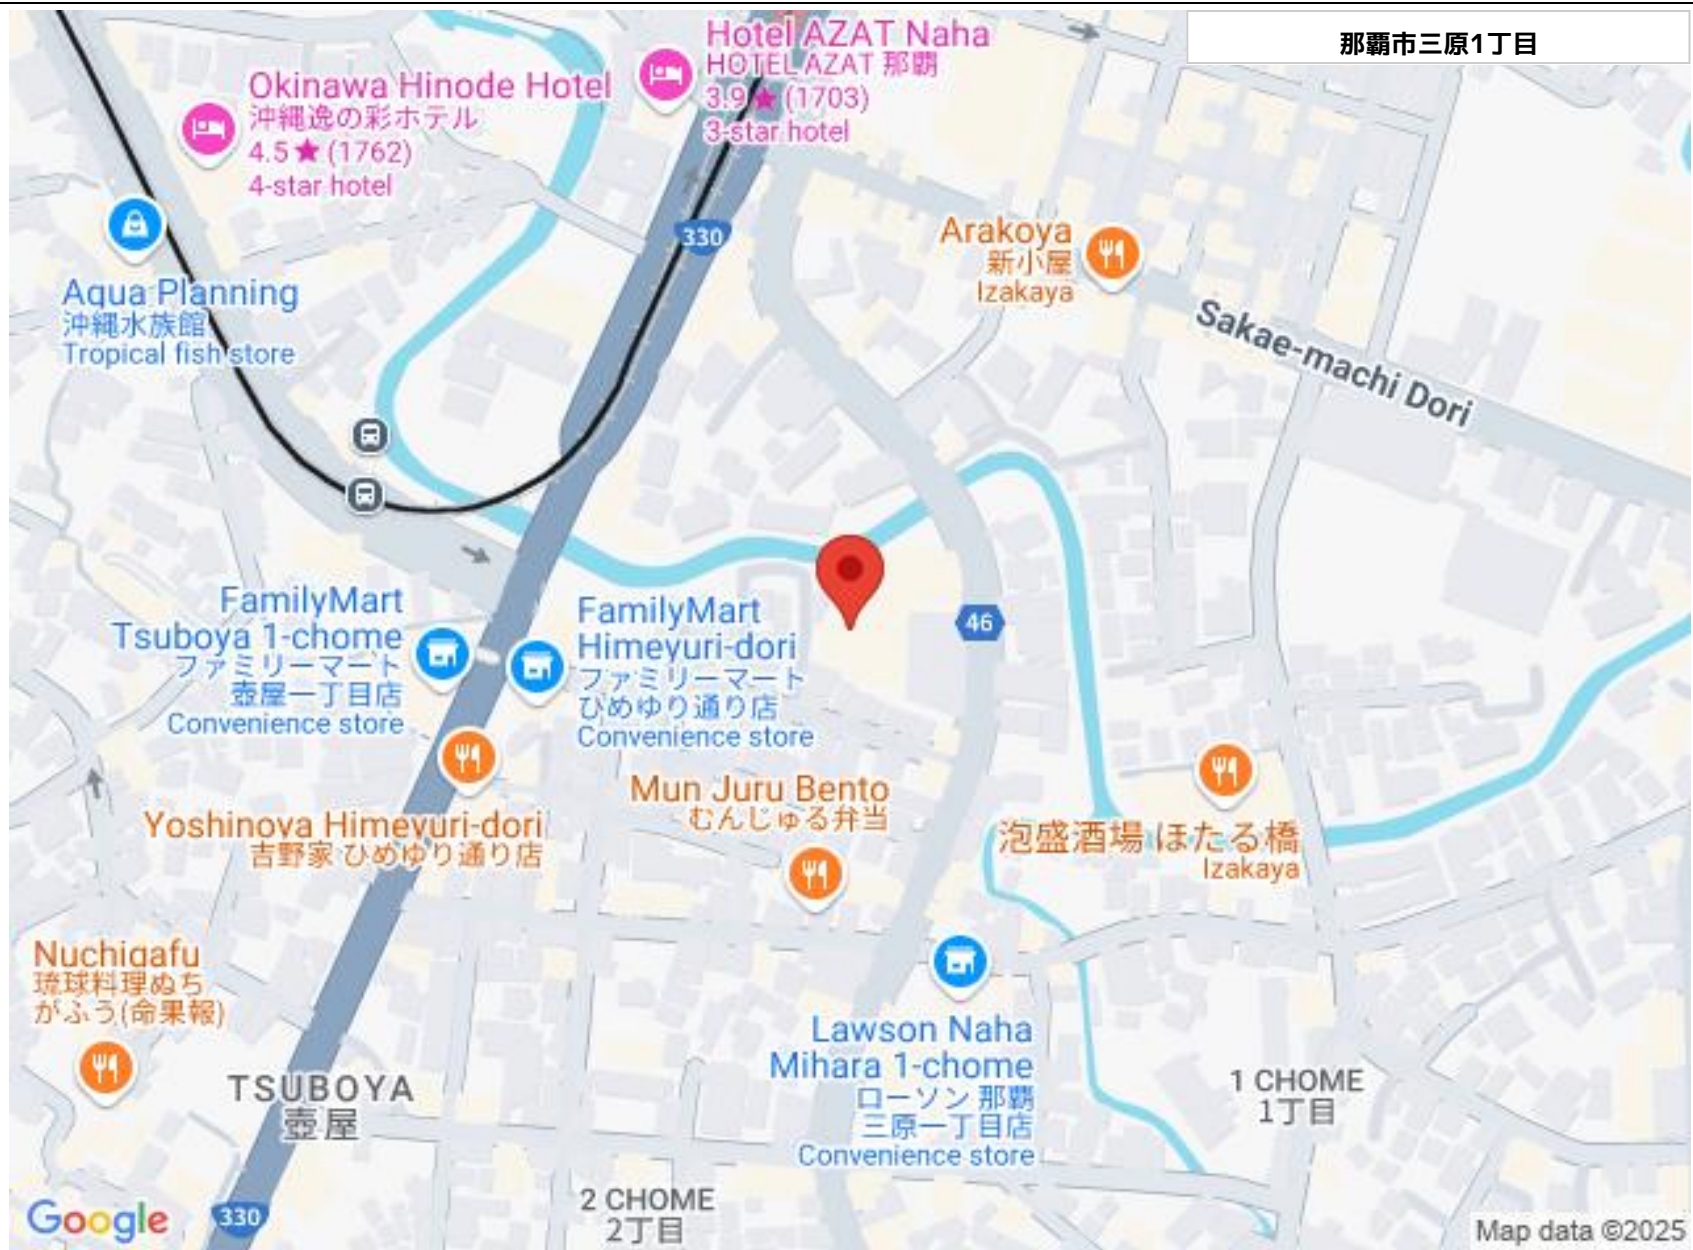 那覇市三原1丁目
Hotel AZAT Naha
HOTEL AZAT 那覇
3.9★ (1703)
3-star hotel
Okinawa Hinode Hotel
沖縄逸の彩ホテル
4.5★ (1762)
4-star hotel
330
Arakoya
新小屋
Izakaya
Aqua Planning
沖縄水族館
Tropical fish store
Sakae-machi Dori
FamilyMart
Tsuboya 1-chome
ファミリーマート
壺屋一丁目店
Convenience store
FamilyMart
Himeyuri-dori
ファミリーマート
ひめゆり通り店
Convenience store
46
Mun Juru Bento
むんじゅる弁当
Yoshinoya Himeyuri-dori
吉野家 ひめゆり通り店
泡盛酒場 ほたる橋
Izakaya
Nuchigafu
琉球料理ぬち
がふう(命果報)
Lawson Naha
Mihara 1-chome
ローソン 那覇
三原一丁目店
Convenience store
TSUBOYA
壺屋
1 CHOME
1丁目
2 CHOME
2丁目
Google
330
Map data ©2025